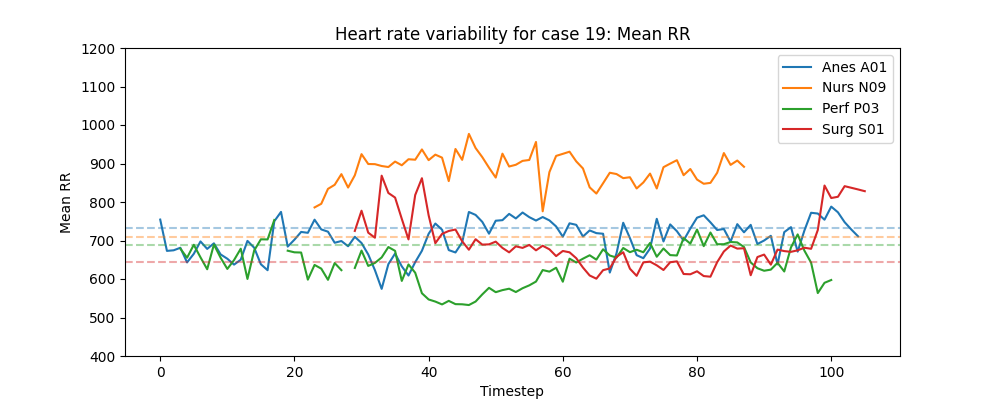 Heart rate variability for case 19: Mean RR
1200
1100
1000
900
800
700
600
500
400
Mean RR
Anes A01
Nurs N09
Perf P03
Surg S01
0 20 40 60 80 100
Timestep